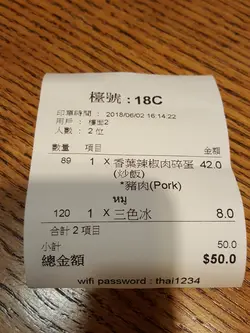 檯號 : 18C
印單時間 : 2018/06/02 16:14:22
用戶 : 樓面2
人數 : 2 位
數量 項目 金額
89 1 X 香葉辣椒肉碎蛋 42.0
(炒飯)
*豬肉(Pork)
หมู
120 1 X 三色冰 8.0
合計 2 項目
小計 50.0
總金額 $50.0
wifi password : thai1234